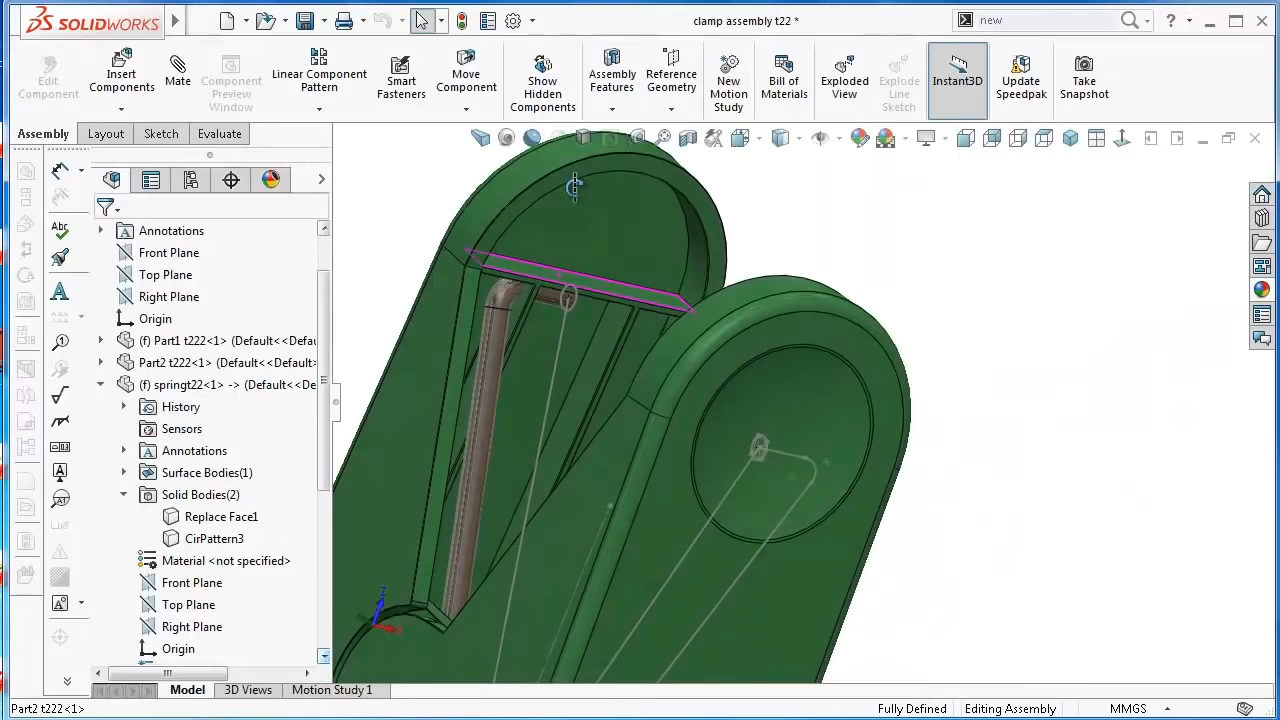 SOLIDWORKS
clamp assembly t22 *
new
Edit Component
Insert Components
Mate
Component Preview Window
Linear Component Pattern
Smart Fasteners
Move Component
Show Hidden Components
Assembly Features
Reference Geometry
New Motion Study
Bill of Materials
Exploded View
Explode Line Sketch
Instant3D
Update Speedpak
Take Snapshot
Assembly
Layout
Sketch
Evaluate
Annotations
Front Plane
Top Plane
Right Plane
Origin
(f) Part1 t222<1> (Default<<Defau
Part2 t222<1> (Default<<Default>
(f) springt22<1> -> (Default<<De
History
Sensors
Annotations
Surface Bodies(1)
Solid Bodies(2)
Replace Face1
CirPattern3
Material <not specified>
Front Plane
Top Plane
Right Plane
Origin
Abc
Z
Model
3D Views
Motion Study 1
Part2 t222<1>
Fully Defined
Editing Assembly
MMGS